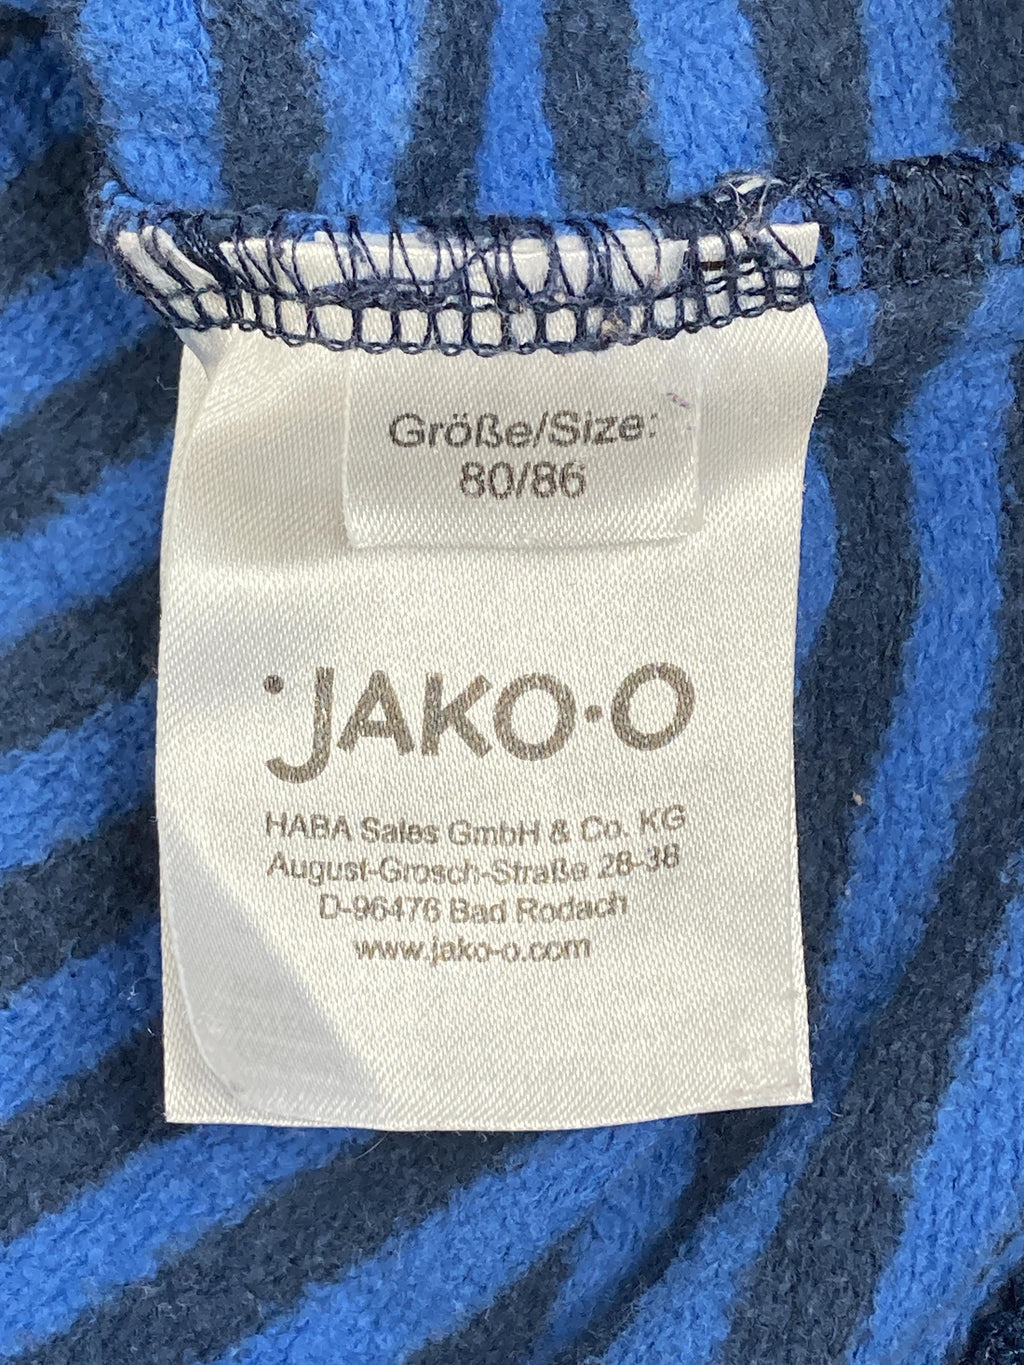 Größe/Size:
80/86
JAKO·O
HABA Sales GmbH & Co. KG
August-Grosch-Straße 28-38
D-96476 Bad Rodach
www.jako-o.com